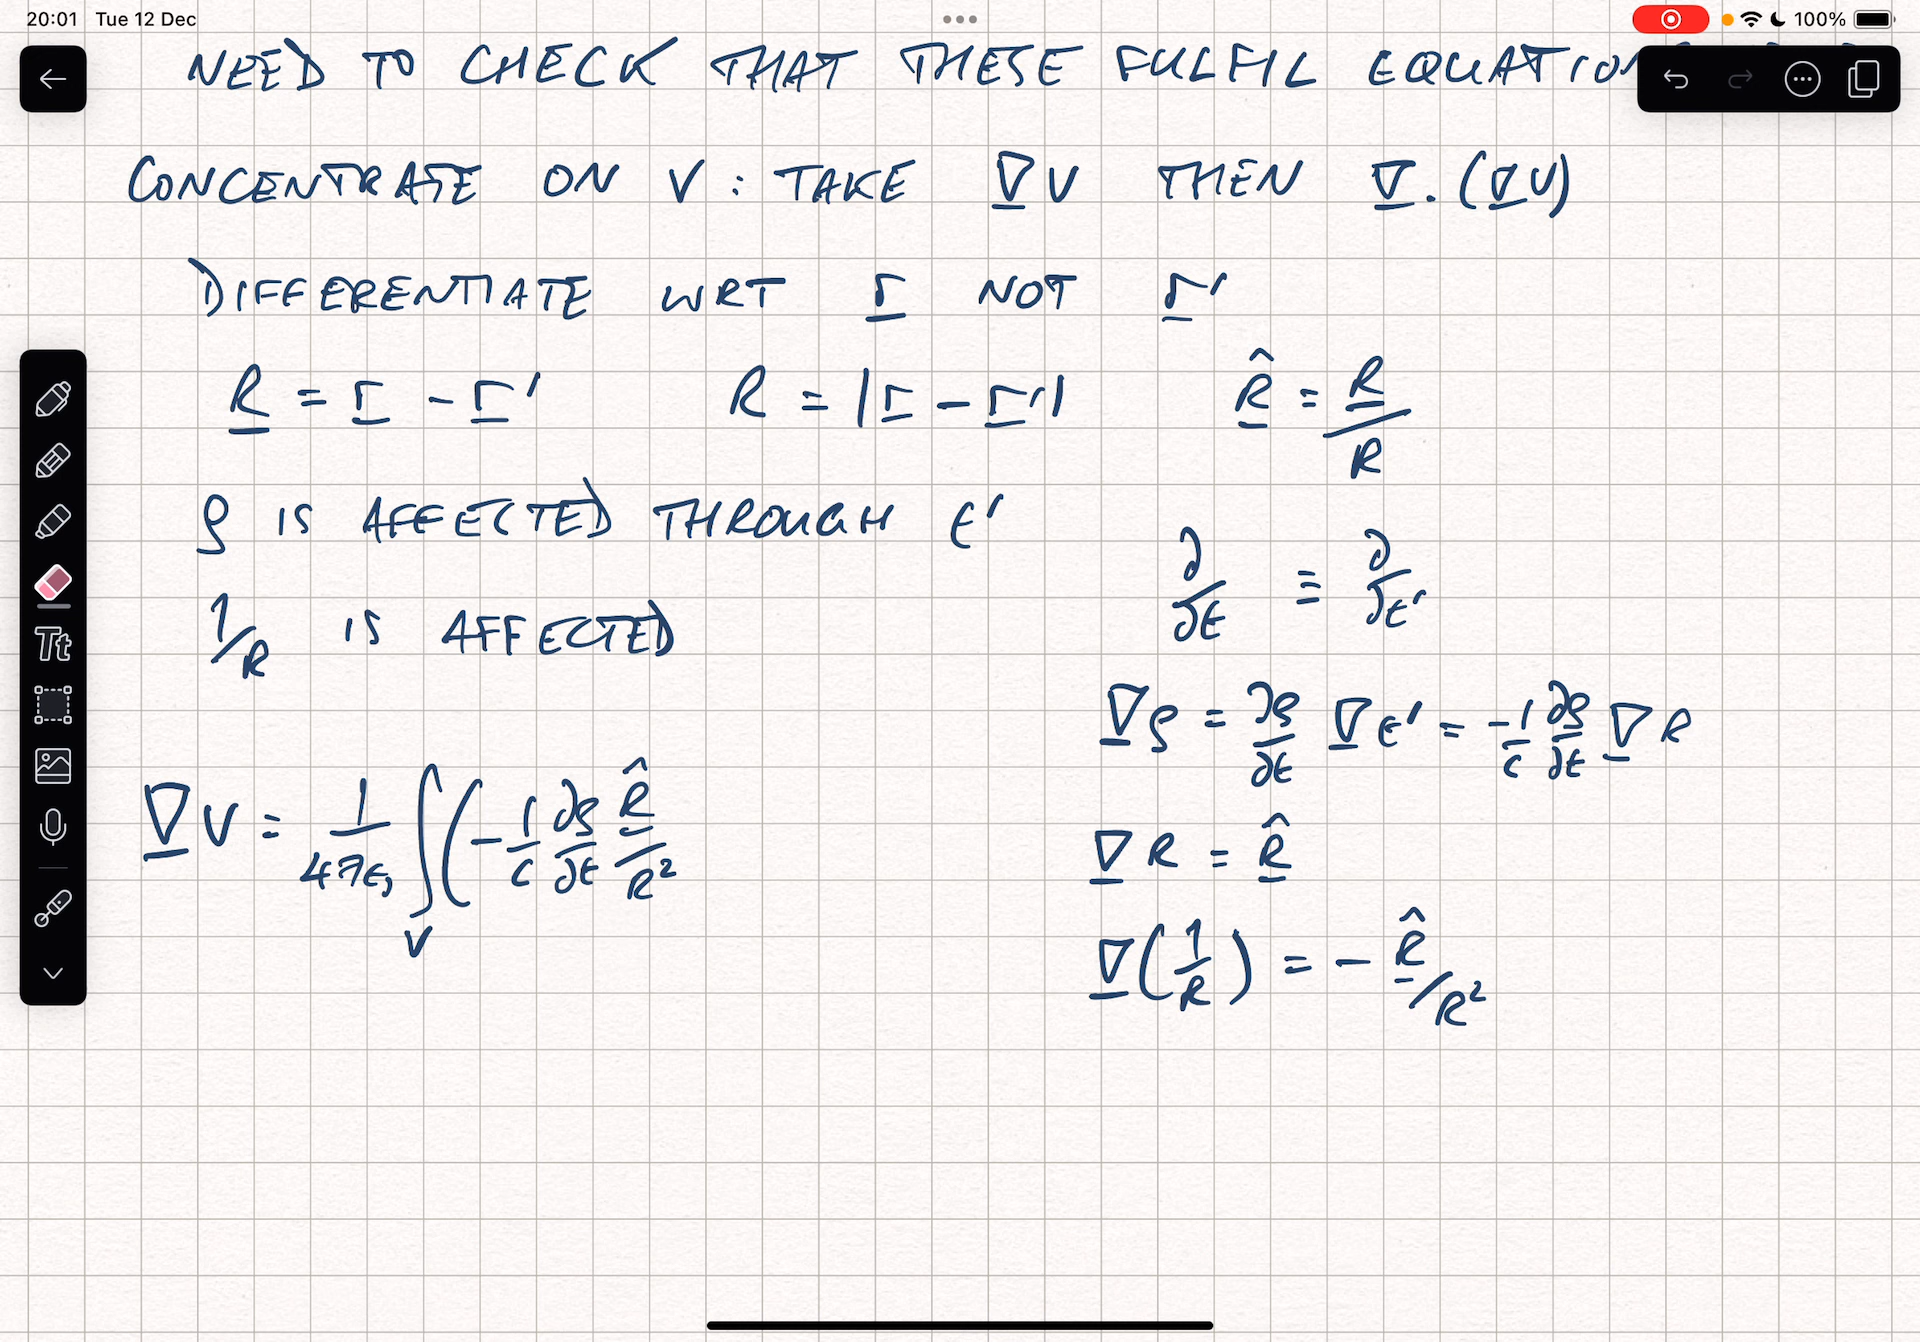 20:01 Tue 12 Dec 100%
NEED TO CHECK THAT THESE FULFIL EQUATION
CONCENTRATE ON V : TAKE ∇V THEN ∇.(∇V)
DIFFERENTIATE WRT r NOT r'
R = r - r' R = |r - r'| R̂ = R/R
ρ IS AFFECTED THROUGH t'
∂/∂t ≡ ∂/∂t'
1/R IS AFFECTED
∇ρ = ∂ρ/∂t ∇t' = -1/c ∂ρ/∂t ∇R
∇V = 1/4πε₀ ∫V (-1/c ∂ρ/∂t R̂/R²
∇R = R̂
∇(1/R) = - R̂/R²
Tt